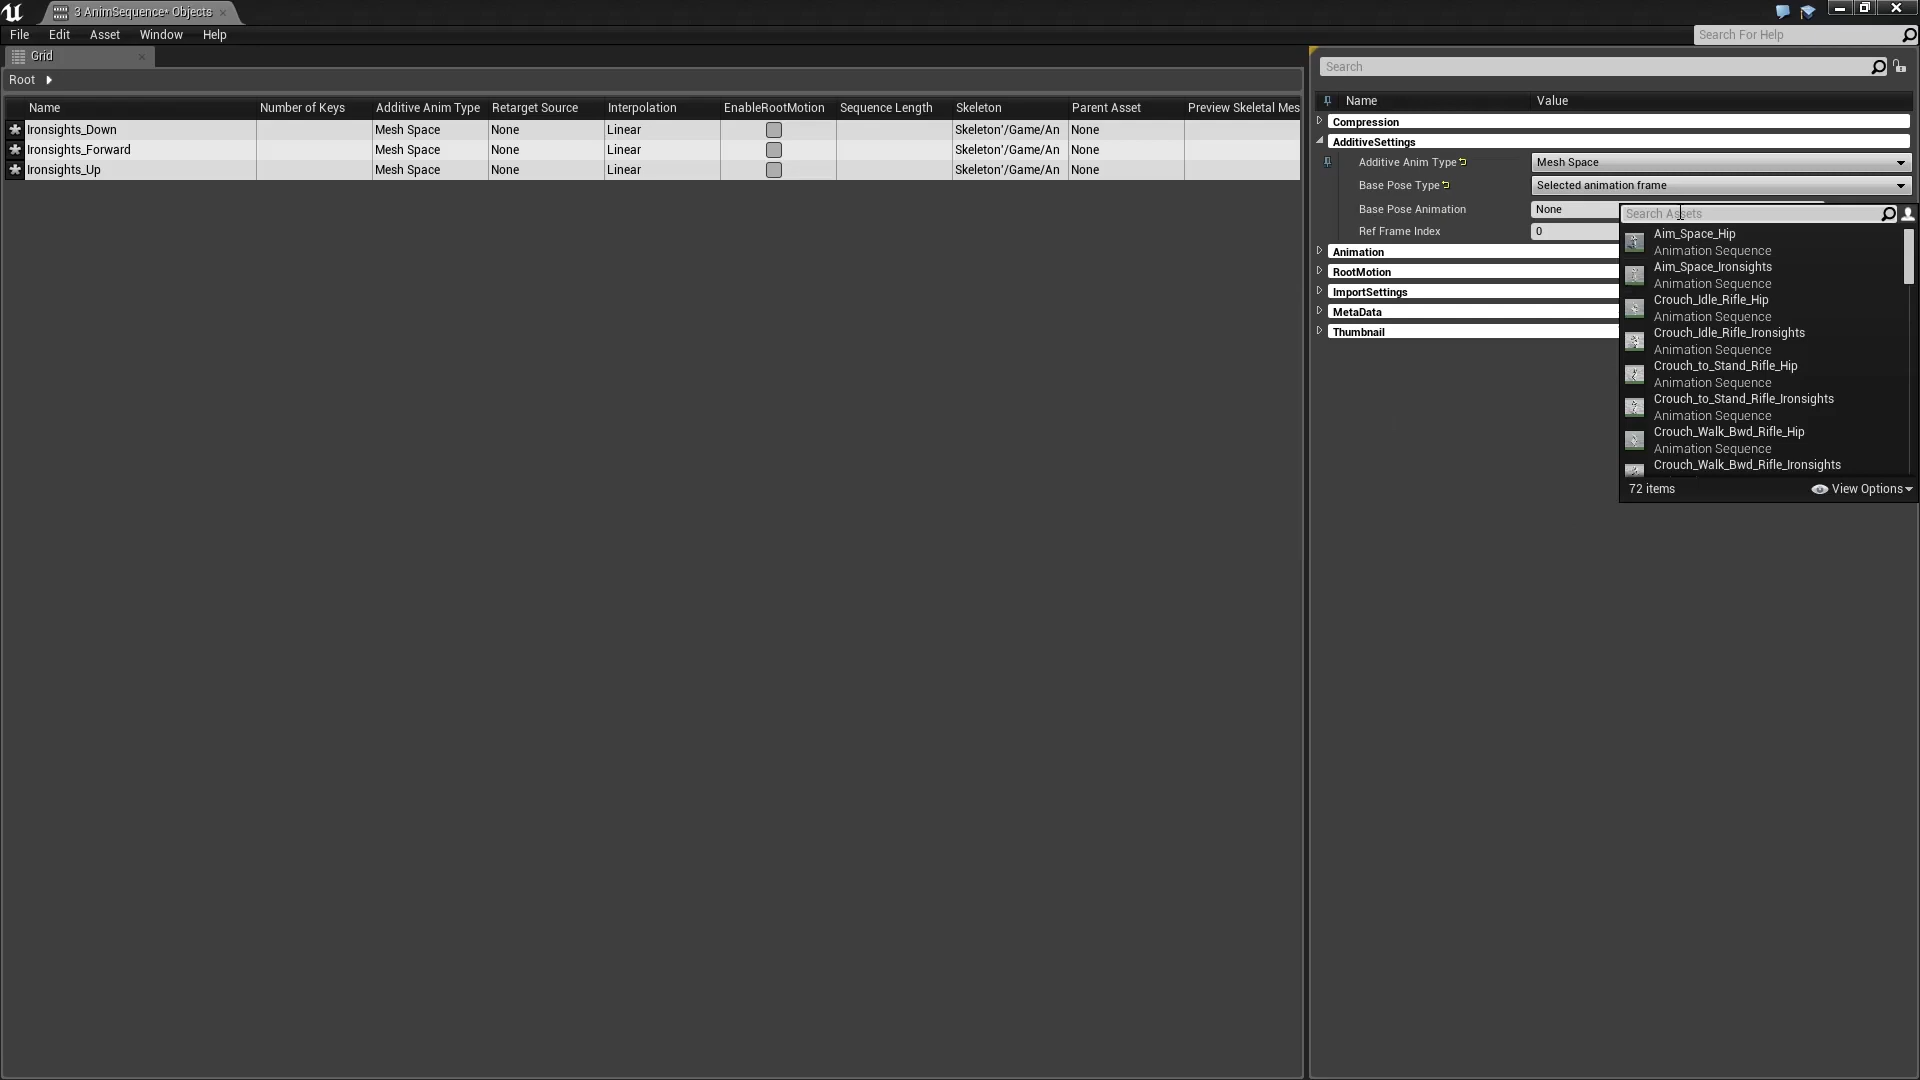 3 AnimSequence* Objects
File Edit Asset Window Help
Search For Help
Grid
Root
Search
Name Number of Keys Additive Anim Type Retarget Source Interpolation EnableRootMotion Sequence Length Skeleton Parent Asset Preview Skeletal Mes
Ironsights_Down Mesh Space None Linear Skeleton'/Game/An None
Ironsights_Forward Mesh Space None Linear Skeleton'/Game/An None
Ironsights_Up Mesh Space None Linear Skeleton'/Game/An None
Name Value
Compression
AdditiveSettings
Additive Anim Type Mesh Space
Base Pose Type Selected animation frame
Base Pose Animation None
Ref Frame Index 0
Animation
RootMotion
ImportSettings
MetaData
Thumbnail
Search Assets
Aim_Space_Hip
Animation Sequence
Aim_Space_Ironsights
Animation Sequence
Crouch_Idle_Rifle_Hip
Animation Sequence
Crouch_Idle_Rifle_Ironsights
Animation Sequence
Crouch_to_Stand_Rifle_Hip
Animation Sequence
Crouch_to_Stand_Rifle_Ironsights
Animation Sequence
Crouch_Walk_Bwd_Rifle_Hip
Animation Sequence
Crouch_Walk_Bwd_Rifle_Ironsights
72 items View Options